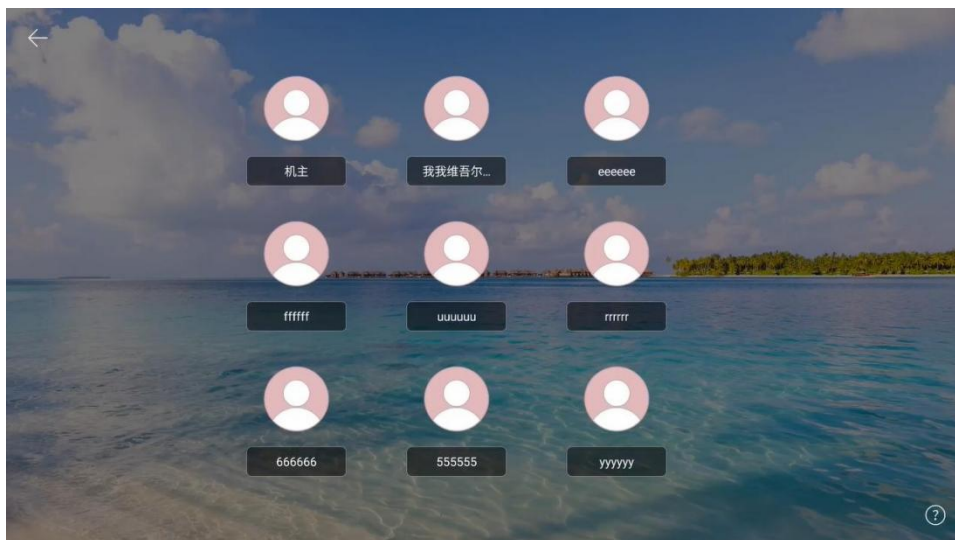 机主
我我维吾尔...
eeeeee
ffffff
uuuuuu
rrrrrr
666666
555555
yyyyyy
?